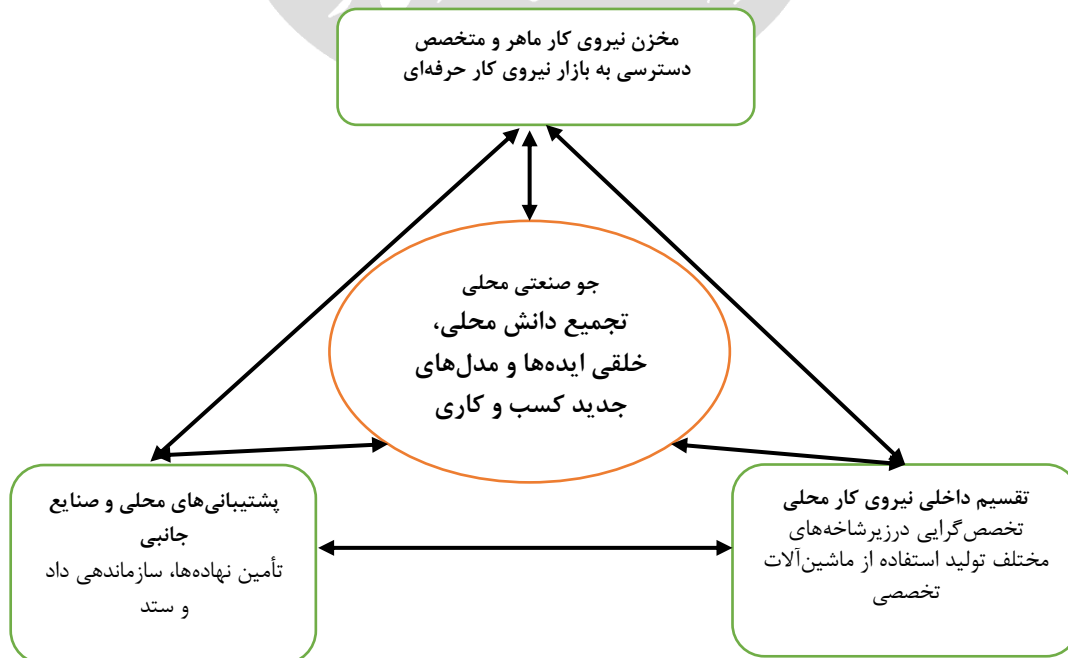 مخزن نیروی کار ماهر و متخصص
دسترسی به بازار نیروی کار حرفه‌ای
جو صنعتی محلی
تجمیع دانش محلی،
خلقی ایده‌ها و مدل‌های
جدید کسب و کاری
تقسیم داخلی نیروی کار محلی
تخصص‌گرایی درزیرشاخه‌های
مختلف تولید استفاده از ماشین‌آلات
تخصصی
پشتیبانی‌های محلی و صنایع
جانبی
تأمین نهاده‌ها، سازماندهی داد
و ستد